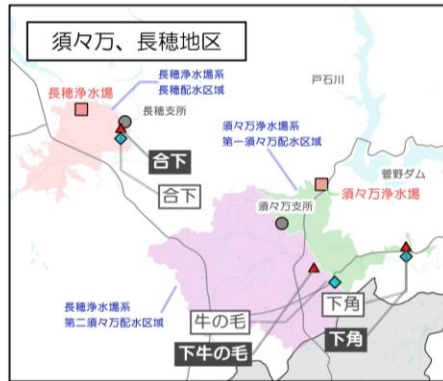 須々万、長穂地区
長穂浄水場系
長穂配水区域
戸石川
長穂浄水場
長穂支所
須々万浄水場系
第一須々万配水区域
合下
菅野ダム
合下
須々万浄水場
須々万支所
長穂浄水場系
第二須々万配水区域
下角
牛の毛
下牛の毛
下角